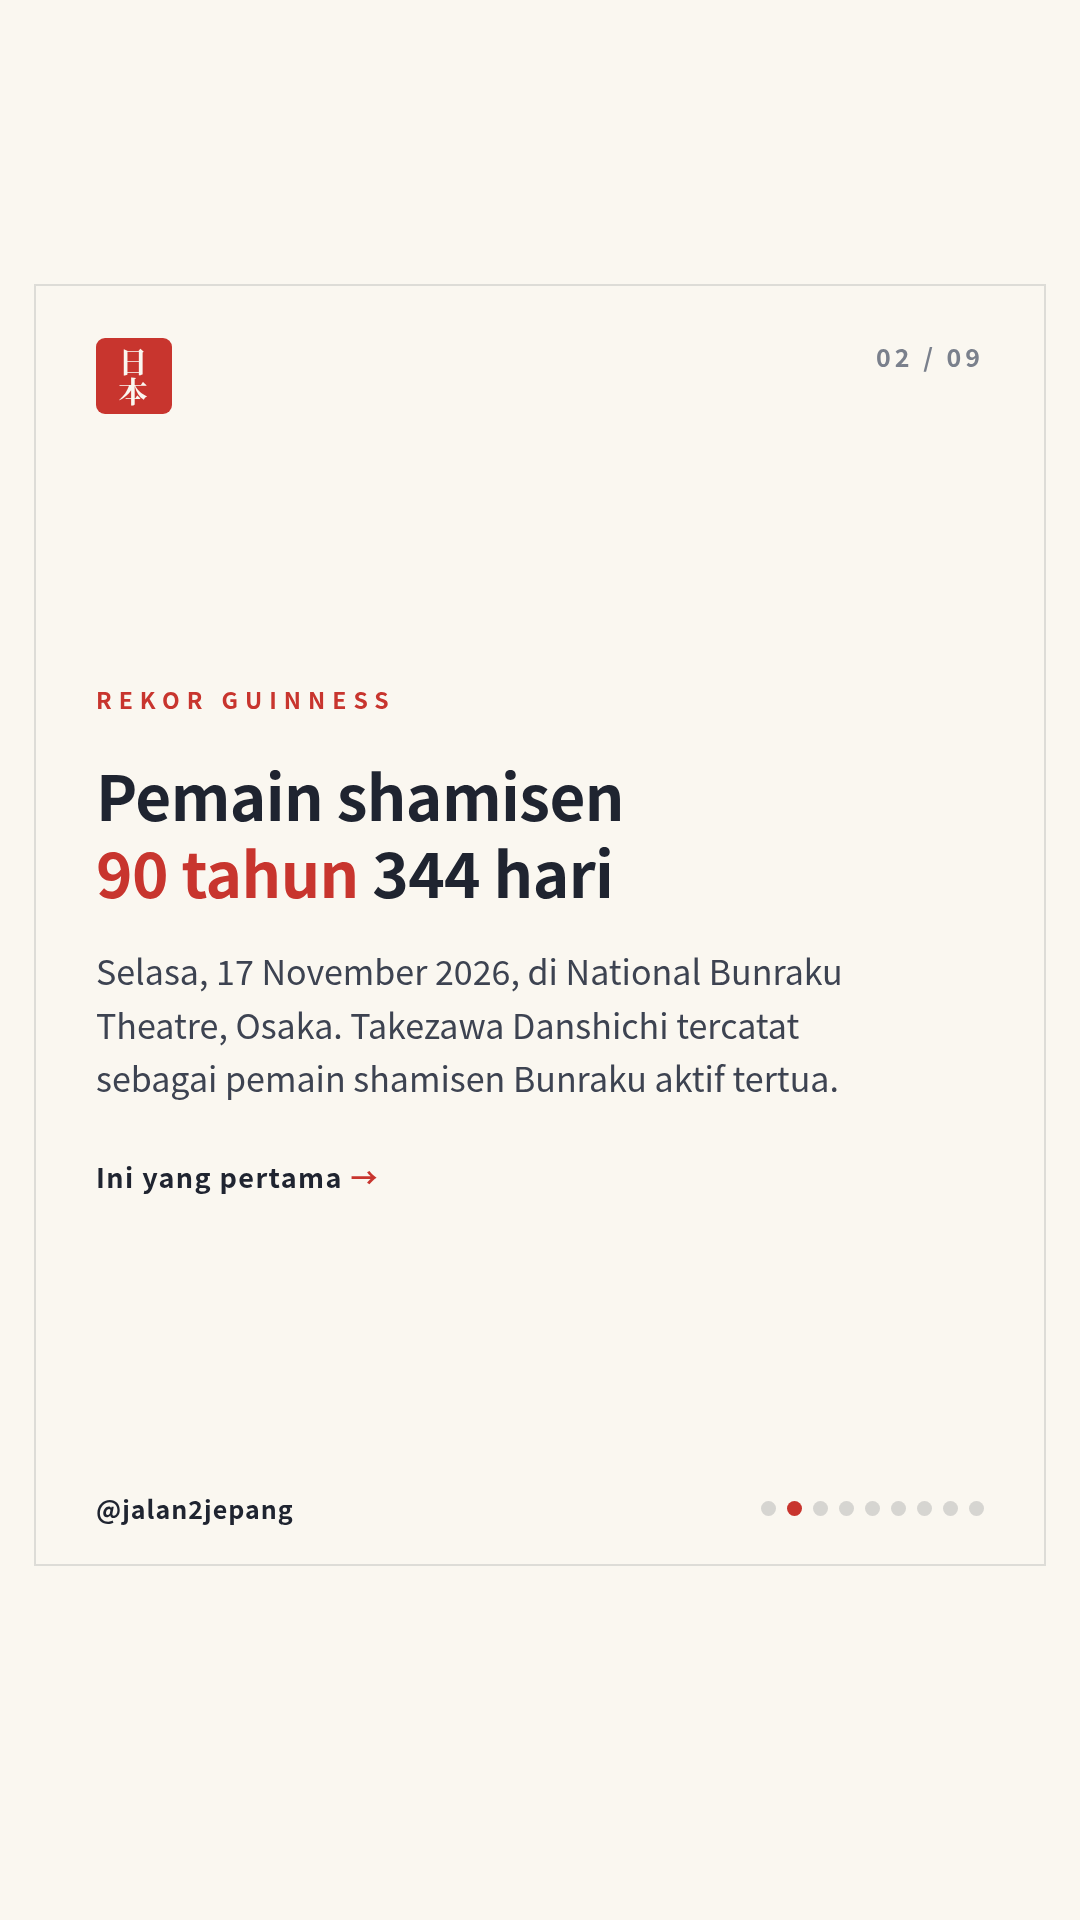 日本
02 / 09
REKOR GUINNESS
Pemain shamisen
90 tahun 344 hari
Selasa, 17 November 2026, di National Bunraku
Theatre, Osaka. Takezawa Danshichi tercatat
sebagai pemain shamisen Bunraku aktif tertua.
Ini yang pertama →
@jalan2jepang